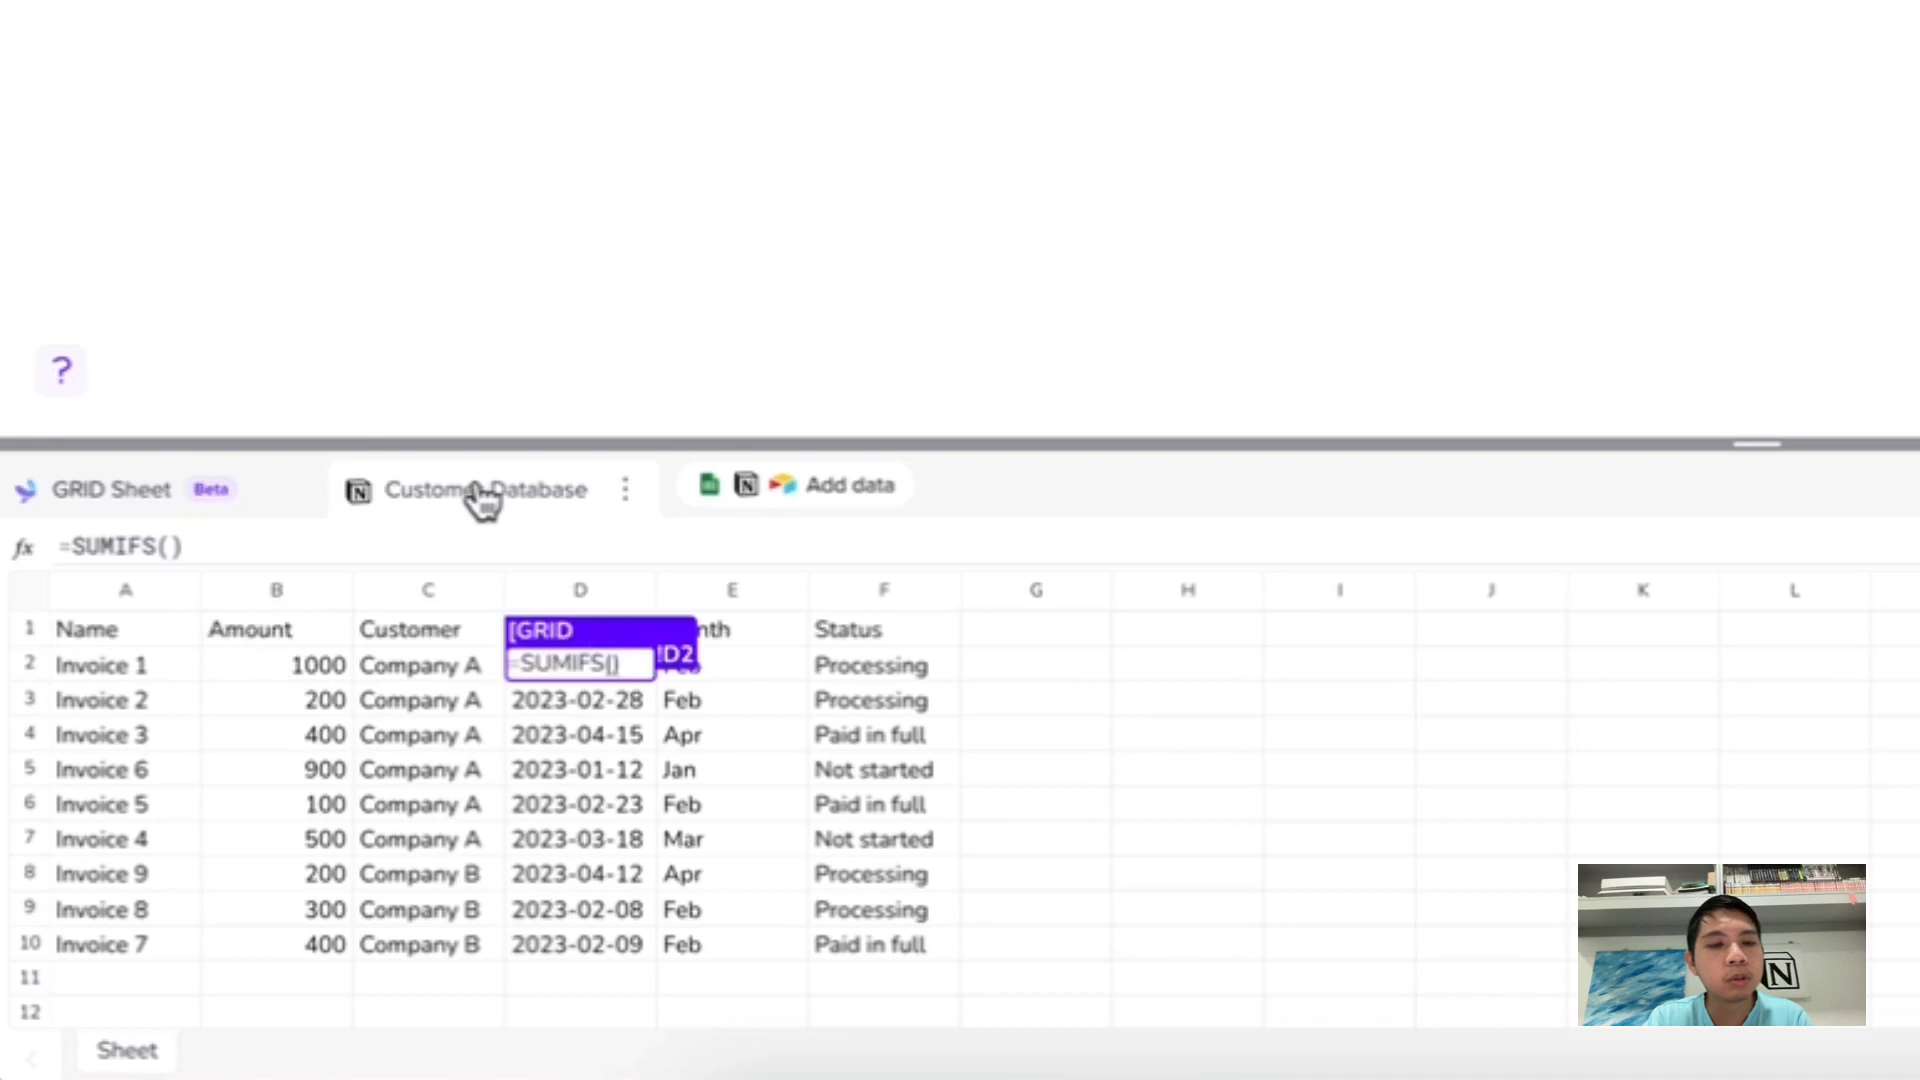 ?
GRID Sheet Beta
Customer Database
Add data
fx =SUMIFS()
A B C D E F G H I J K L
1 Name Amount Customer [GRID nth Status
2 Invoice 1 1000 Company A =SUMIFS() !D2 Processing
3 Invoice 2 200 Company A 2023-02-28 Feb Processing
4 Invoice 3 400 Company A 2023-04-15 Apr Paid in full
5 Invoice 6 900 Company A 2023-01-12 Jan Not started
6 Invoice 5 100 Company A 2023-02-23 Feb Paid in full
7 Invoice 4 500 Company A 2023-03-18 Mar Not started
8 Invoice 9 200 Company B 2023-04-12 Apr Processing
9 Invoice 8 300 Company B 2023-02-08 Feb Processing
10 Invoice 7 400 Company B 2023-02-09 Feb Paid in full
11
12
Sheet
N